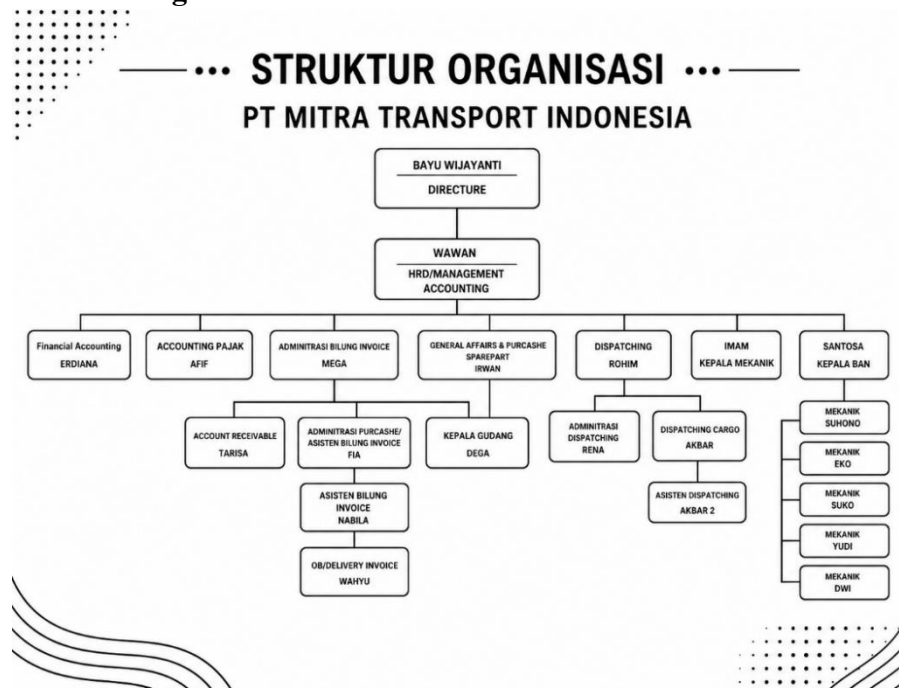 STRUKTUR ORGANISASI
PT MITRA TRANSPORT INDONESIA
BAYU WIJAYANTI
DIRECTURE
WAWAN
HRD/MANAGEMENT
ACCOUNTING
Financial Accounting
ERDIANA
ACCOUNTING PAJAK
AFIF
ADMINITRASI BILUNG INVOICE
MEGA
GENERAL AFFAIRS & PURCASHE
SPAREPART
IRWAN
DISPATCHING
ROHIM
IMAM
KEPALA MEKANIK
SANTOSA
KEPALA BAN
ACCOUNT RECEIVABLE
TARISA
ADMINITRASI PURCASHE/
ASISTEN BILUNG INVOICE
FIA
KEPALA GUDANG
DEGA
ADMINITRASI
DISPATCHING
RENA
DISPATCHING CARGO
AKBAR
MEKANIK
SUHONO
MEKANIK
EKO
ASISTEN BILUNG
INVOICE
NABILA
ASISTEN DISPATCHING
AKBAR 2
MEKANIK
SUKO
MEKANIK
YUDI
OB/DELIVERY INVOICE
WAHYU
MEKANIK
DWI